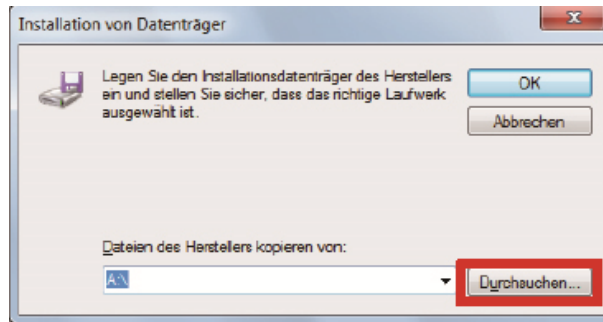 Installation von Datenträger
Legen Sie den Installationsdatenträger des Herstellers
ein und stellen Sie sicher, dass das richtige Laufwerk
ausgewählt ist.
OK
Abbrechen
Dateien des Herstellers kopieren von:
A:\
Durchsuchen...